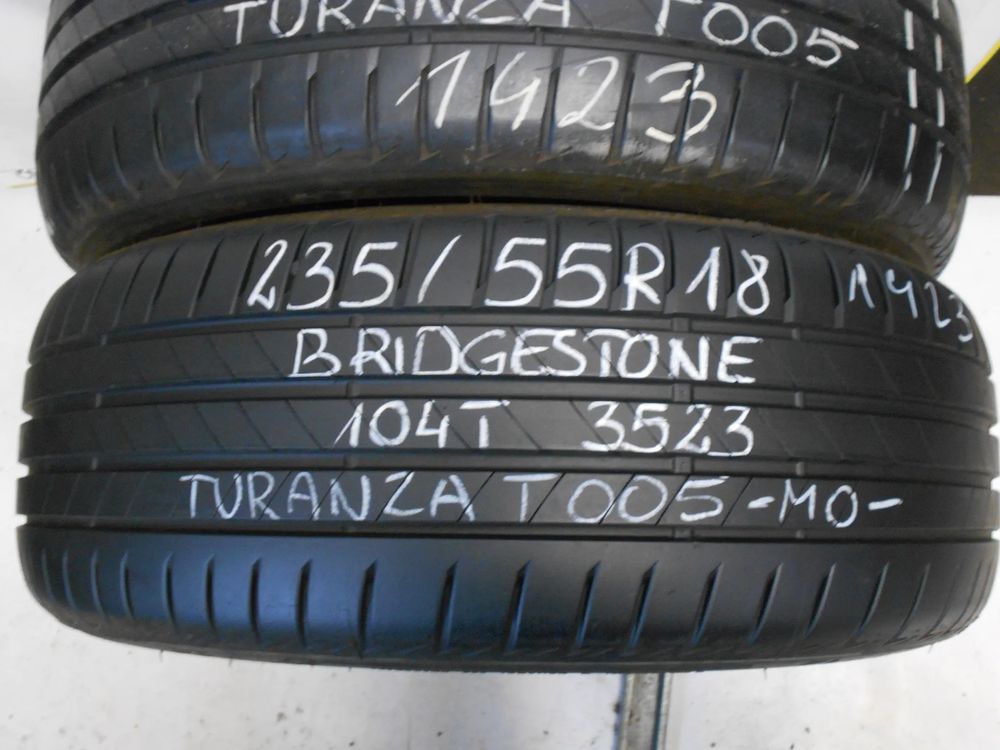 TURANZA T005
1423
235/55R18 1423
BRIDGESTONE
104T 3523
TURANZA T005 -MO-